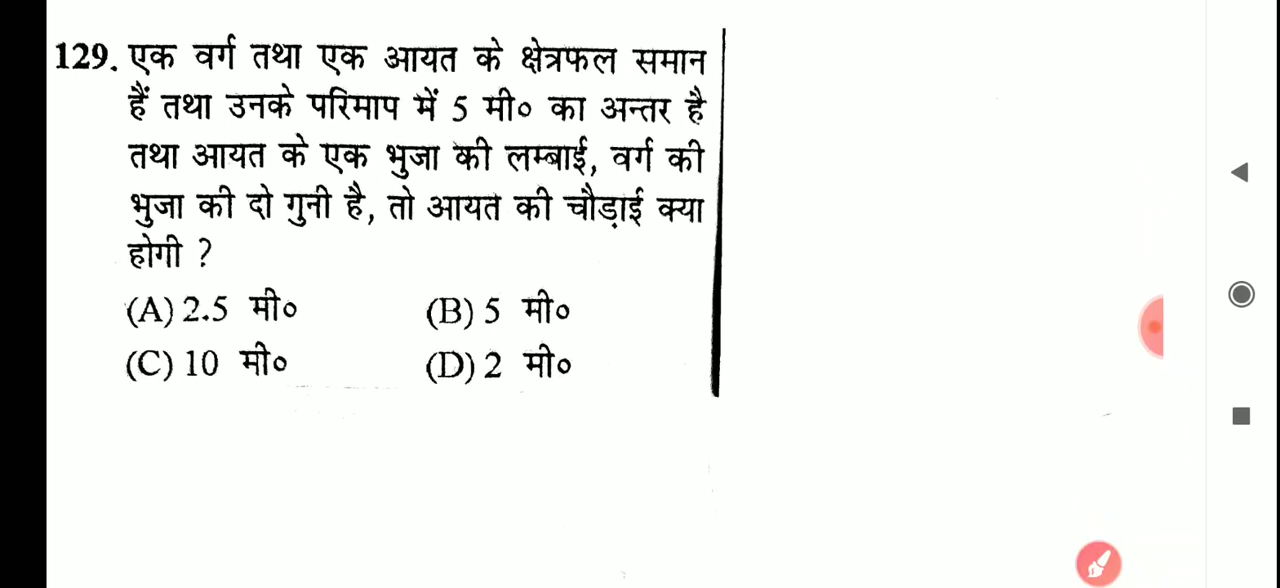 129. एक वर्ग तथा एक आयत के क्षेत्रफल समान
हैं तथा उनके परिमाप में 5 मी० का अन्तर है
तथा आयत के एक भुजा की लम्बाई, वर्ग की
भुजा की दो गुनी है, तो आयत की चौड़ाई क्या
होगी ?
(A) 2.5 मी० (B) 5 मी०
(C) 10 मी० (D) 2 मी०